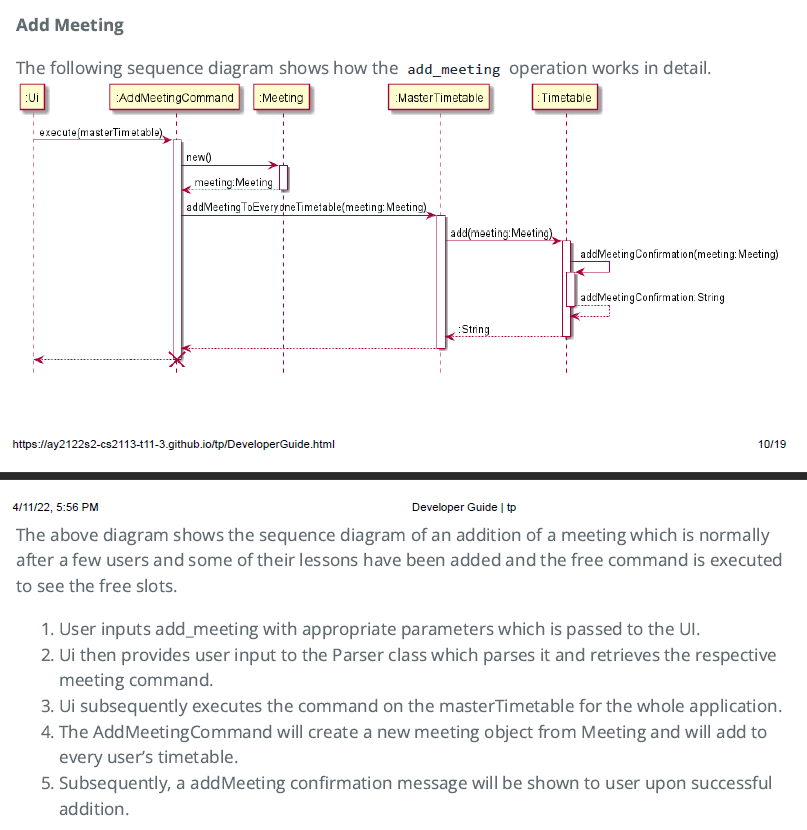 Add Meeting
The following sequence diagram shows how the add_meeting operation works in detail.
:Ui :AddMeetingCommand :Meeting :MasterTimetable :Timetable
execute(masterTimetable)
new()
meeting:Meeting
addMeetingToEveryoneTimetable(meeting:Meeting)
add(meeting:Meeting)
addMeetingConfirmation(meeting:Meeting)
addMeetingConfirmation:String
:String
https://ay2122s2-cs2113-t11-3.github.io/tp/DeveloperGuide.html 10/19
4/11/22, 5:56 PM Developer Guide | tp
The above diagram shows the sequence diagram of an addition of a meeting which is normally
after a few users and some of their lessons have been added and the free command is executed
to see the free slots.
1. User inputs add_meeting with appropriate parameters which is passed to the UI.
2. Ui then provides user input to the Parser class which parses it and retrieves the respective
meeting command.
3. Ui subsequently executes the command on the masterTimetable for the whole application.
4. The AddMeetingCommand will create a new meeting object from Meeting and will add to
every user’s timetable.
5. Subsequently, a addMeeting confirmation message will be shown to user upon successful
addition.